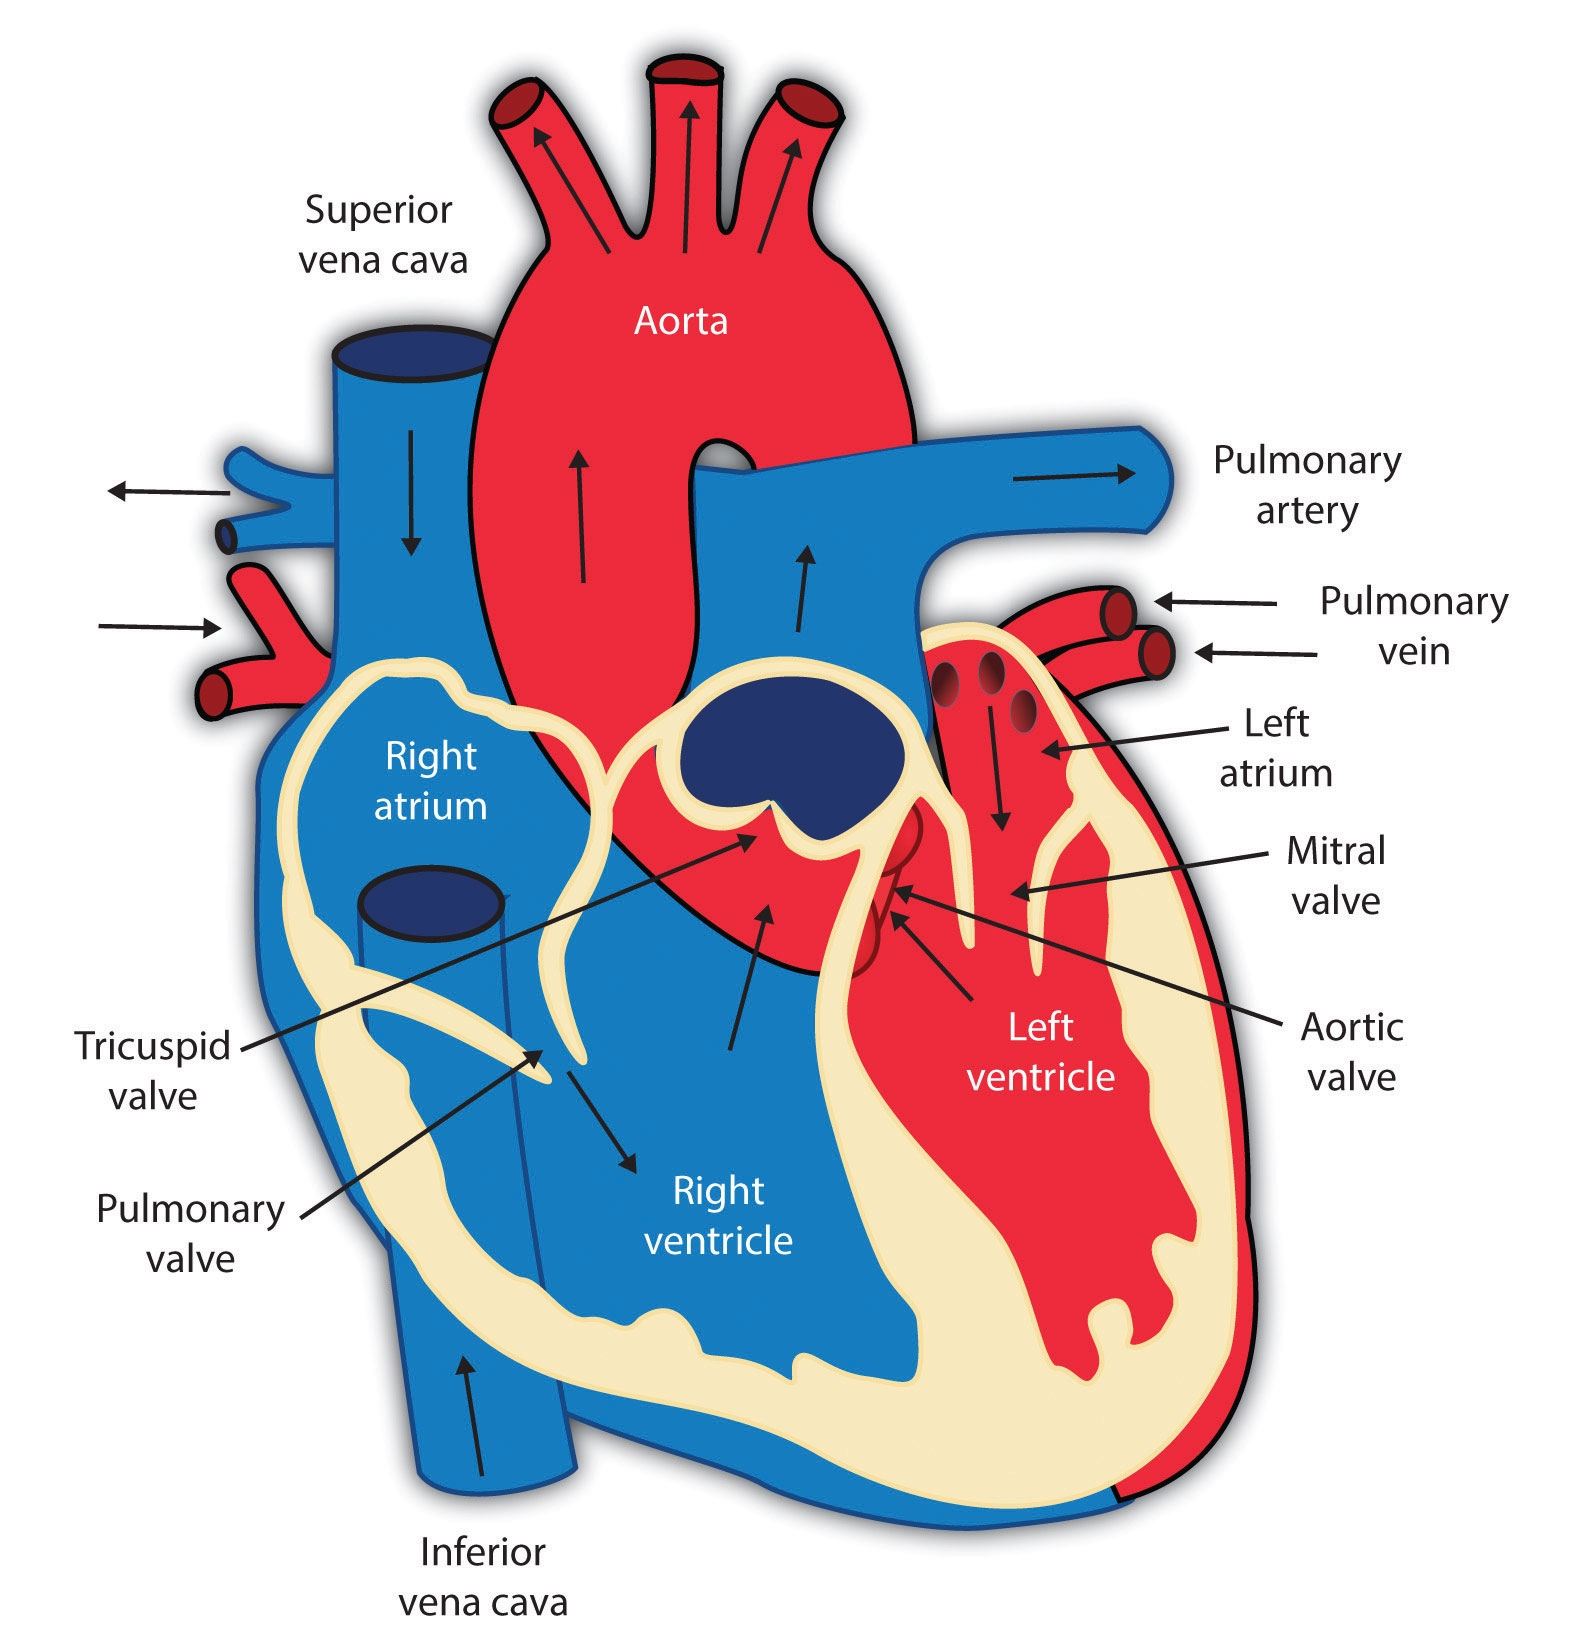 Superior
vena cava
Aorta
Pulmonary
artery
Pulmonary
vein
Right
atrium
Left
atrium
Mitral
valve
Tricuspid
valve
Left
ventricle
Aortic
valve
Pulmonary
valve
Right
ventricle
Inferior
vena cava